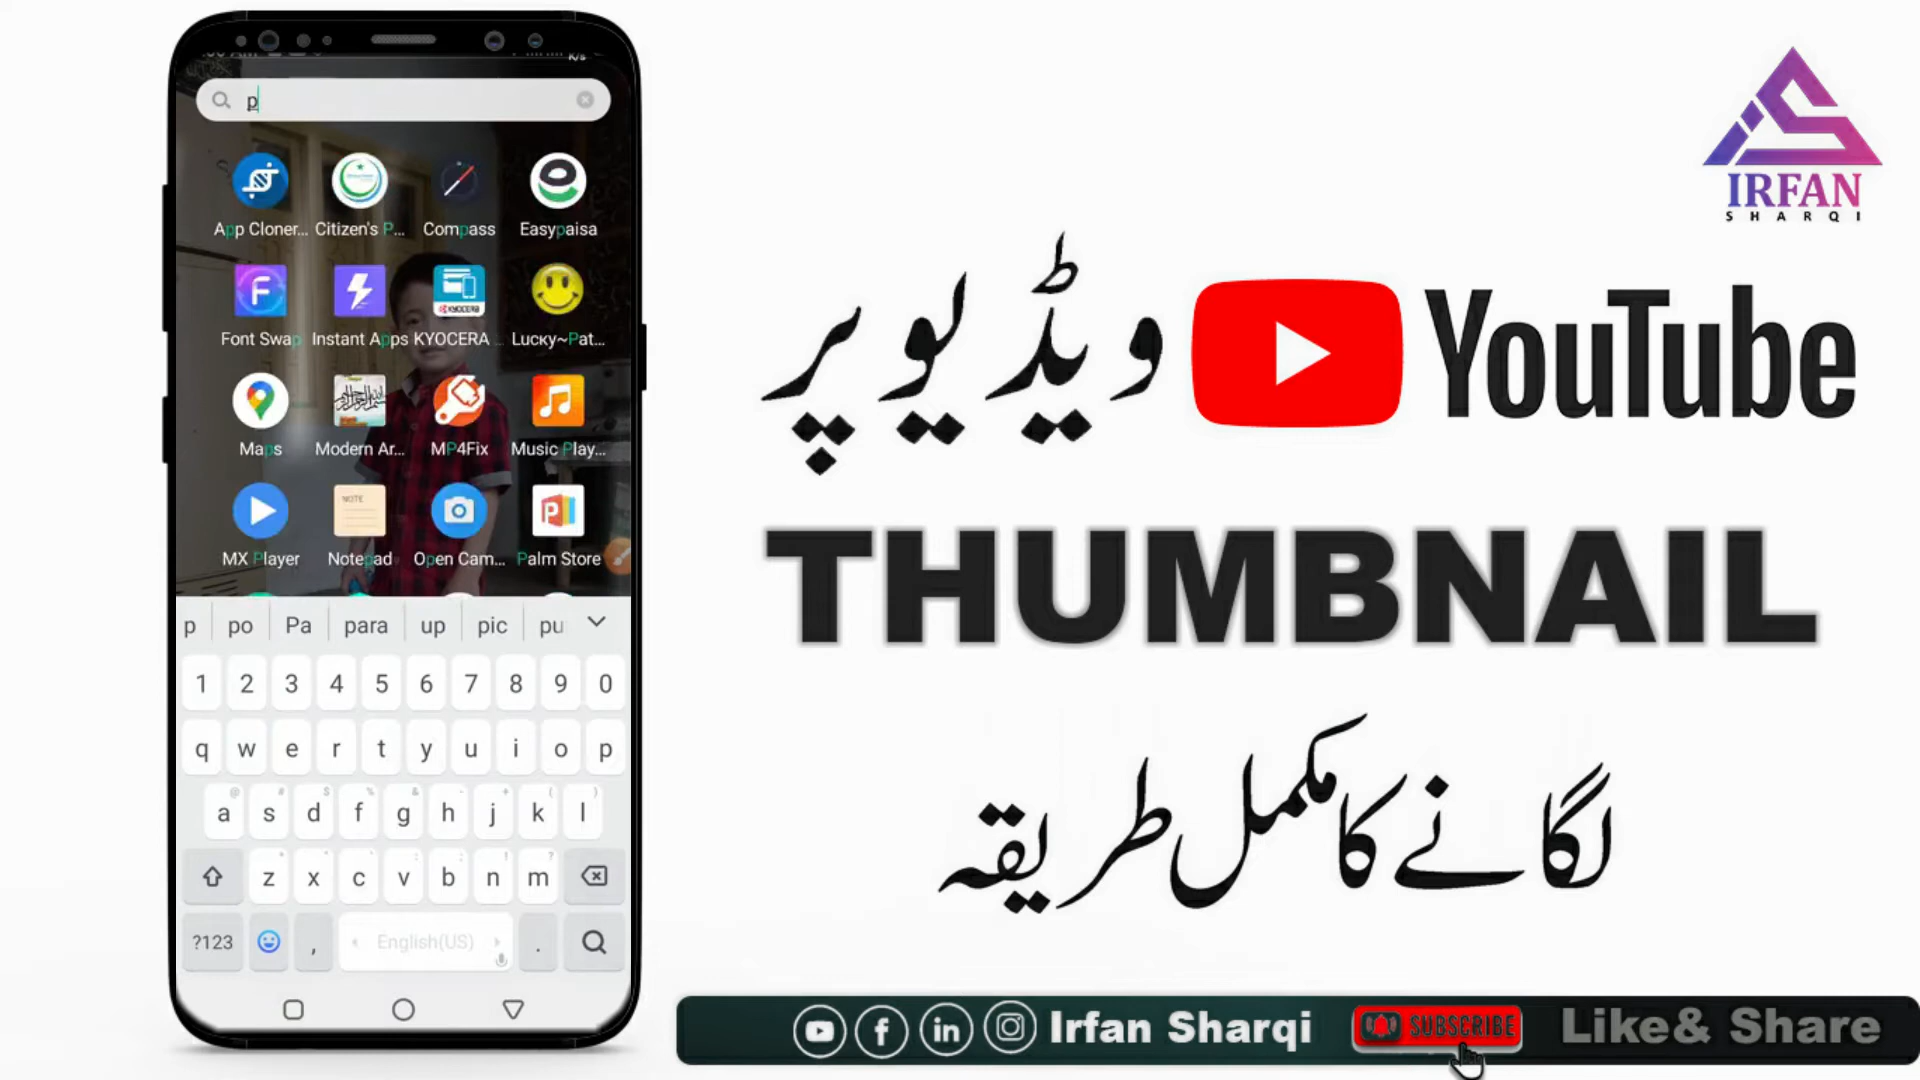 K/s
p
App Cloner... Citizen's P... Compass Easypaisa
Font Swap Instant Apps KYOCERA ... Lucky~Pat...
Maps Modern Ar... MP4Fix Music Play...
MX Player Notepad Open Cam... Palm Store
p po Pa para up pic pu
1 2 3 4 5 6 7 8 9 0
q w e r t y u i o p
a s d f g h j k l
z x c v b n m
?123 , English(US) .
IRFAN
SHARQI
YouTube ویڈیو پر
THUMBNAIL
لگانے کا مکمل طریقہ
Irfan Sharqi SUBSCRIBE Like& Share